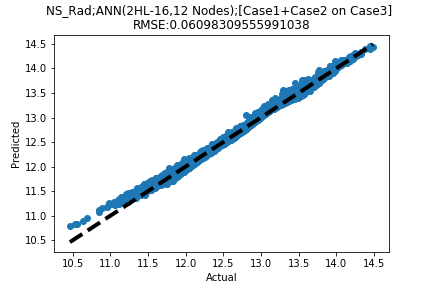 NS_Rad;ANN(2HL-16,12 Nodes);[Case1+Case2 on Case3]
RMSE:0.06098309555991038
14.5
14.0
13.5
13.0
12.5
12.0
11.5
11.0
10.5
Predicted
10.5 11.0 11.5 12.0 12.5 13.0 13.5 14.0 14.5
Actual